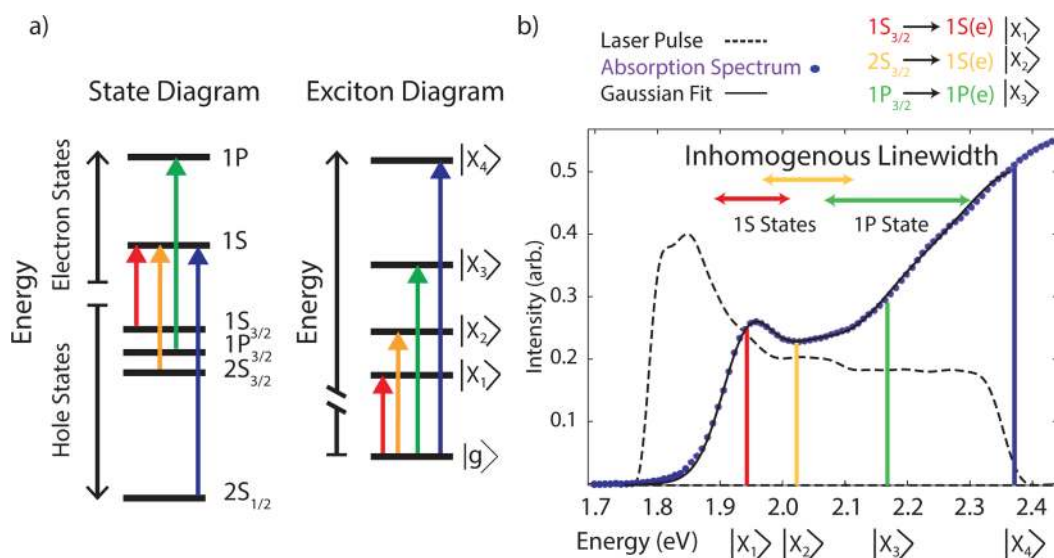 a)
State Diagram
Exciton Diagram
Energy
Electron States
Hole States
1P
1S
1S3/2
1P3/2
2S3/2
2S1/2
Energy
|X4⟩
|X3⟩
|X2⟩
|X1⟩
|g⟩
b)
Laser Pulse
Absorption Spectrum
Gaussian Fit
1S3/2 → 1S(e) |X1⟩
2S3/2 → 1S(e) |X2⟩
1P3/2 → 1P(e) |X3⟩
Inhomogenous Linewidth
1S States
1P State
Intensity (arb.)
0.5
0.4
0.3
0.2
0.1
1.7 1.8 1.9 2.0 2.1 2.2 2.3 2.4
Energy (eV)
|X1⟩ |X2⟩ |X3⟩ |X4⟩